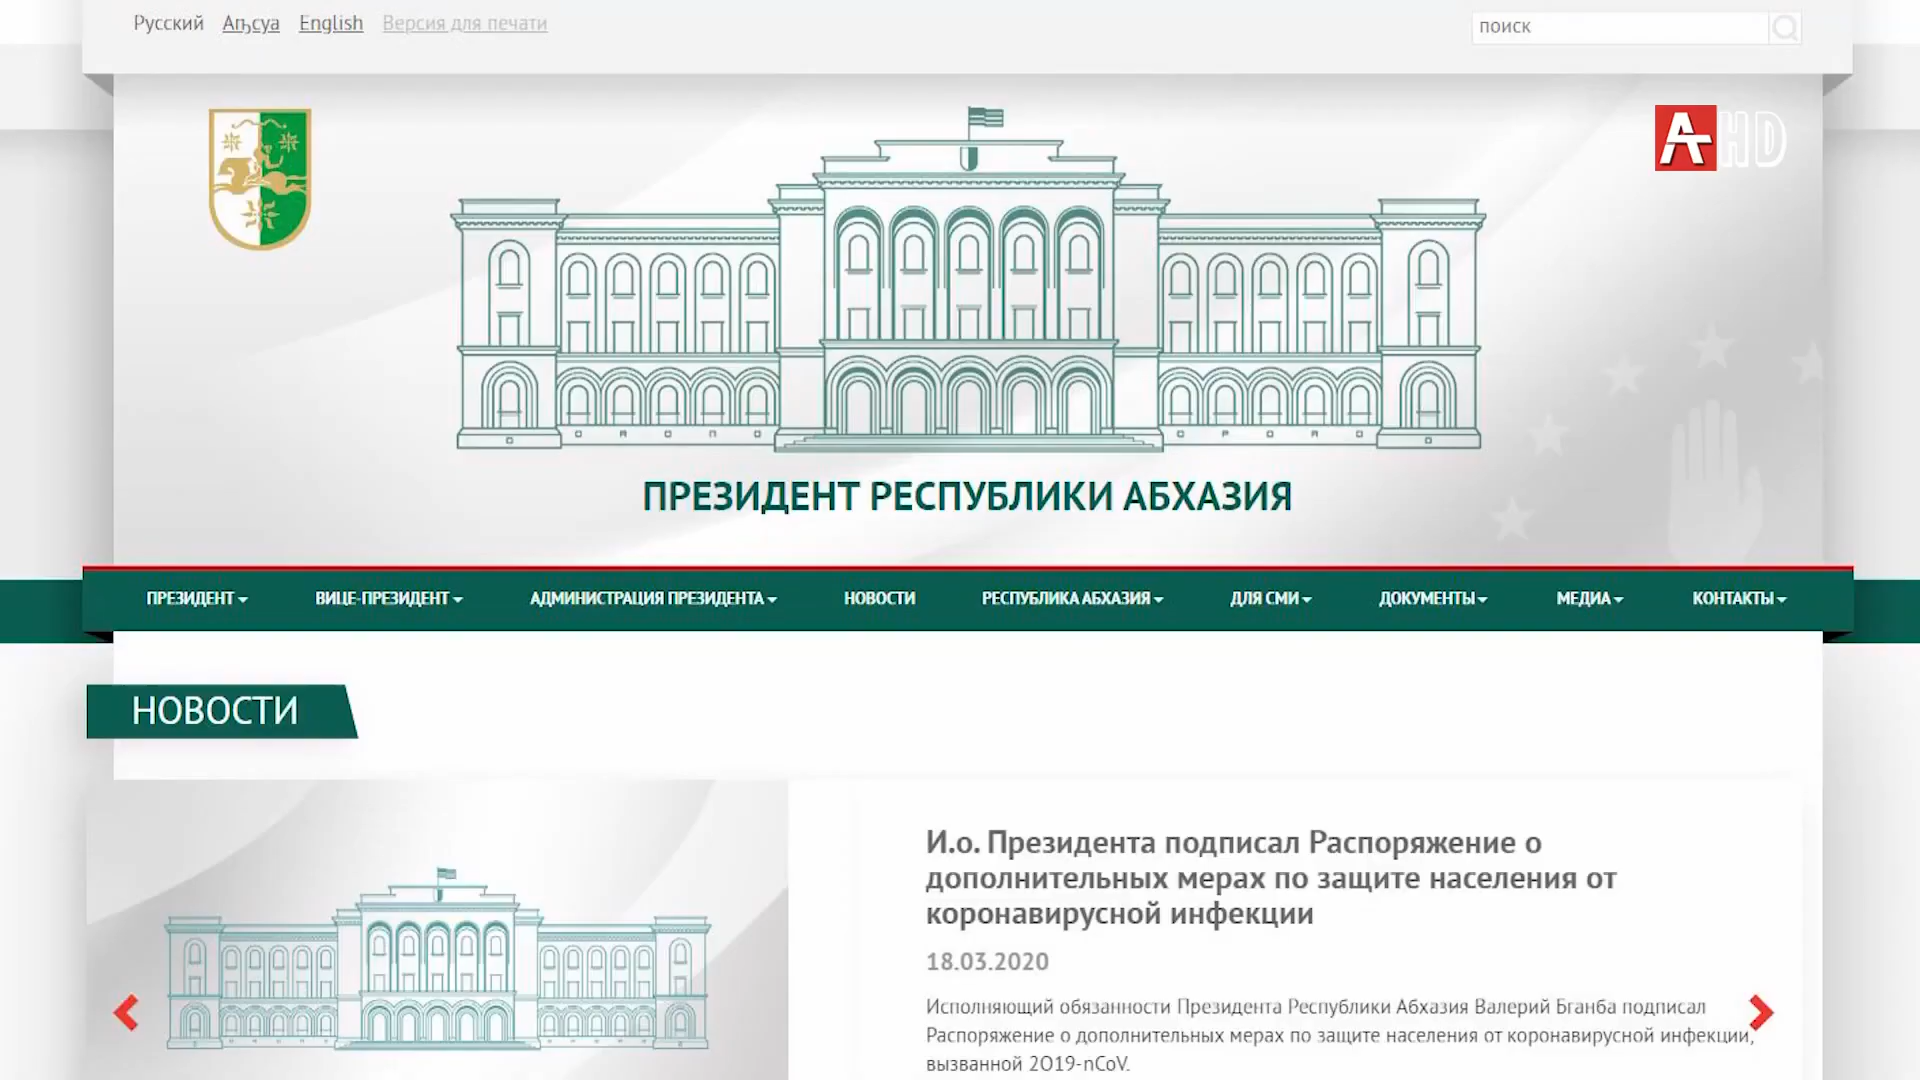 Русский Аҧсуа English Версия для печати
поиск
A HD
ПРЕЗИДЕНТ РЕСПУБЛИКИ АБХАЗИЯ
ПРЕЗИДЕНТ ВИЦЕ-ПРЕЗИДЕНТ АДМИНИСТРАЦИЯ ПРЕЗИДЕНТА НОВОСТИ РЕСПУБЛИКА АБХАЗИЯ ДЛЯ СМИ ДОКУМЕНТЫ МЕДИА КОНТАКТЫ
НОВОСТИ
И.о. Президента подписал Распоряжение о
дополнительных мерах по защите населения от
коронавирусной инфекции
18.03.2020
Исполняющий обязанности Президента Республики Абхазия Валерий Бганба подписал
Распоряжение о дополнительных мерах по защите населения от коронавирусной инфекции,
вызванной 2019-nCoV.